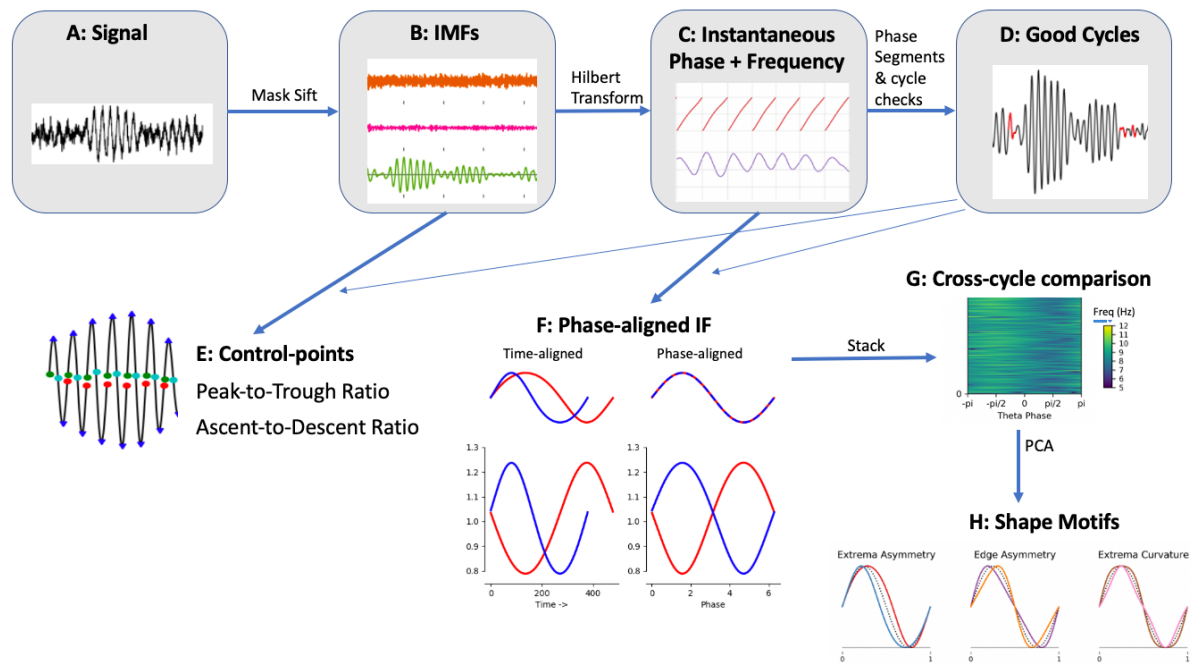 A: Signal
Mask Sift
B: IMFs
Hilbert
Transform
C: Instantaneous
Phase + Frequency
Phase
Segments
& cycle
checks
D: Good Cycles
E: Control-points
Peak-to-Trough Ratio
Ascent-to-Descent Ratio
F: Phase-aligned IF
Time-aligned
Phase-aligned
1.3
1.2
1.1
1.0
0.9
0.8
0
200
400
Time ->
1.3
1.2
1.1
1.0
0.9
0.8
0
2
4
6
Phase
Stack
G: Cross-cycle comparison
0
-pi
-pi/2
0
pi/2
pi
Theta Phase
Freq (Hz)
12
11
10
9
8
7
6
5
PCA
H: Shape Motifs
Extrema Asymmetry
Edge Asymmetry
Extrema Curvature
0
1
0
1
0
1